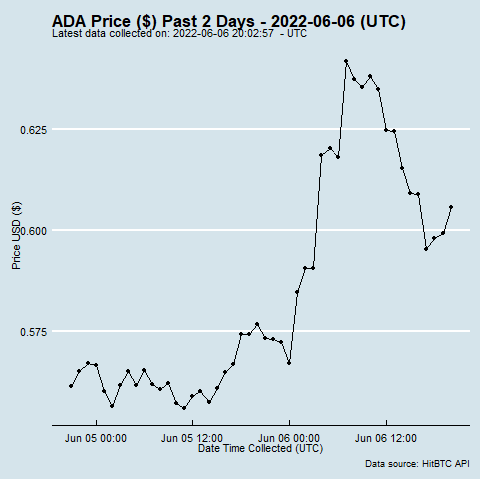 ADA Price ($) Past 2 Days - 2022-06-06 (UTC)
Latest data collected on: 2022-06-06 20:02:57  - UTC
0.625
0.600
0.575
Price USD ($)
Jun 05 00:00
Jun 05 12:00
Jun 06 00:00
Jun 06 12:00
Date Time Collected (UTC)
Data source: HitBTC API